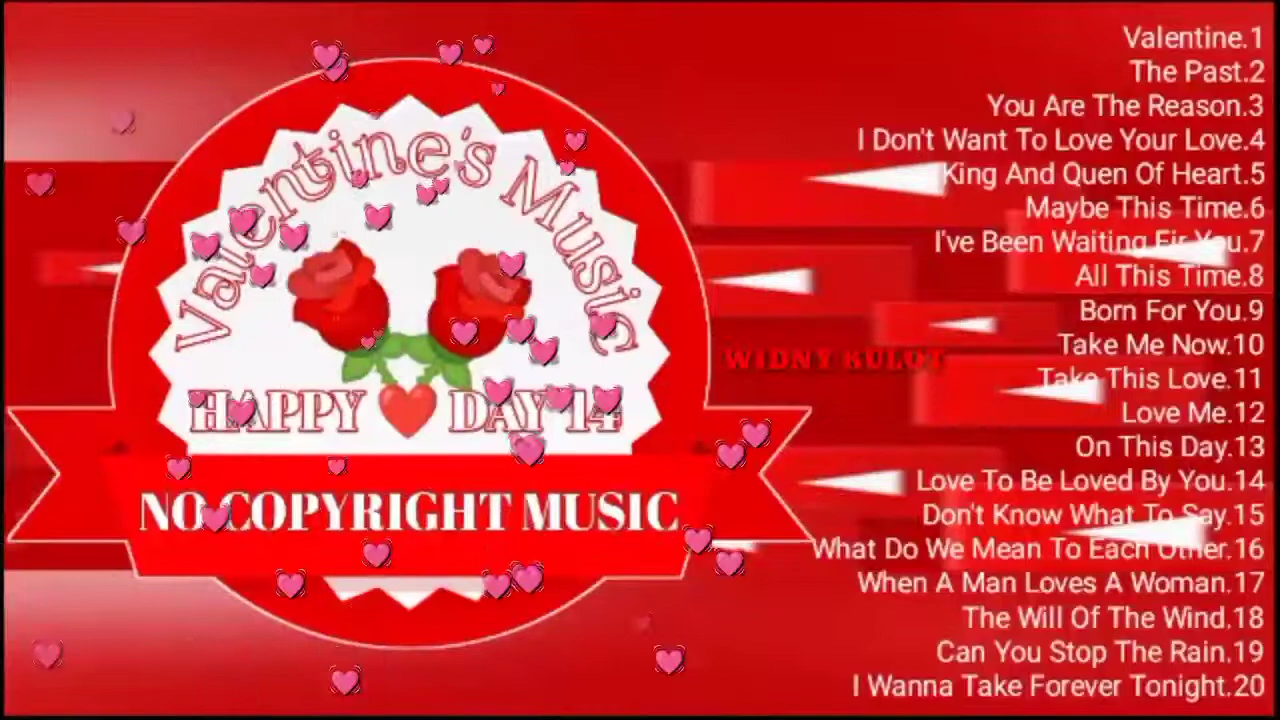 Valentine's Music
HAPPY DAY 14
NO COPYRIGHT MUSIC
WIDNY KULOT
Valentine.1
The Past.2
You Are The Reason.3
I Don't Want To Love Your Love.4
King And Quen Of Heart.5
Maybe This Time.6
I've Been Waiting Fir You.7
All This Time.8
Born For You.9
Take Me Now.10
Take This Love.11
Love Me.12
On This Day.13
Love To Be Loved By You.14
Don't Know What To Say.15
What Do We Mean To Each Other.16
When A Man Loves A Woman.17
The Will Of The Wind.18
Can You Stop The Rain.19
I Wanna Take Forever Tonight.20